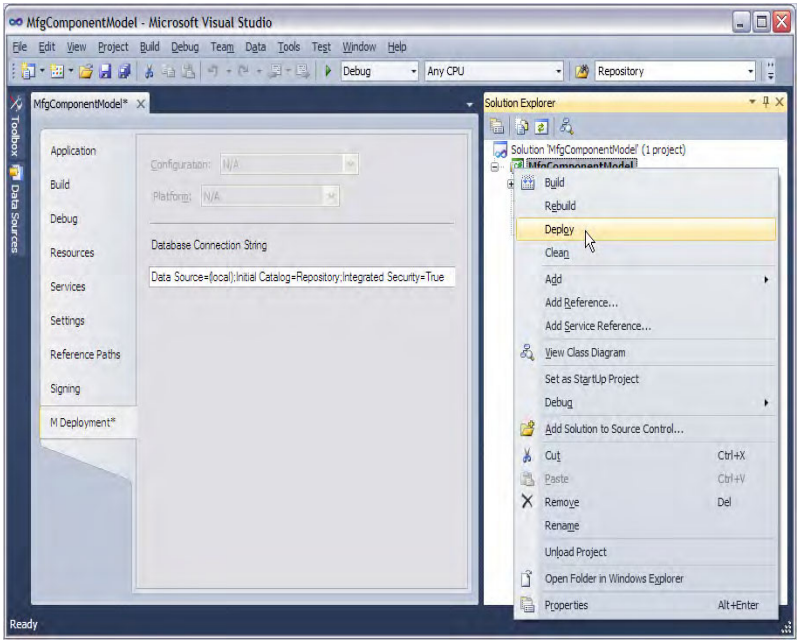 MfgComponentModel - Microsoft Visual Studio
File Edit View Project Build Debug Team Data Tools Test Window Help
Debug Any CPU Repository
MfgComponentModel* X
Toolbox
Data Sources
Application
Build
Debug
Resources
Services
Settings
Reference Paths
Signing
M Deployment*
Configuration: N/A
Platform: N/A
Database Connection String
Data Source=(local);Initial Catalog=Repository;Integrated Security=True
Solution Explorer
Solution 'MfgComponentModel' (1 project)
MfgComponentModel
Build
Rebuild
Deploy
Clean
Add
Add Reference...
Add Service Reference...
View Class Diagram
Set as StartUp Project
Debug
Add Solution to Source Control...
Cut Ctrl+X
Paste Ctrl+V
Remove Del
Rename
Unload Project
Open Folder in Windows Explorer
Properties Alt+Enter
Ready